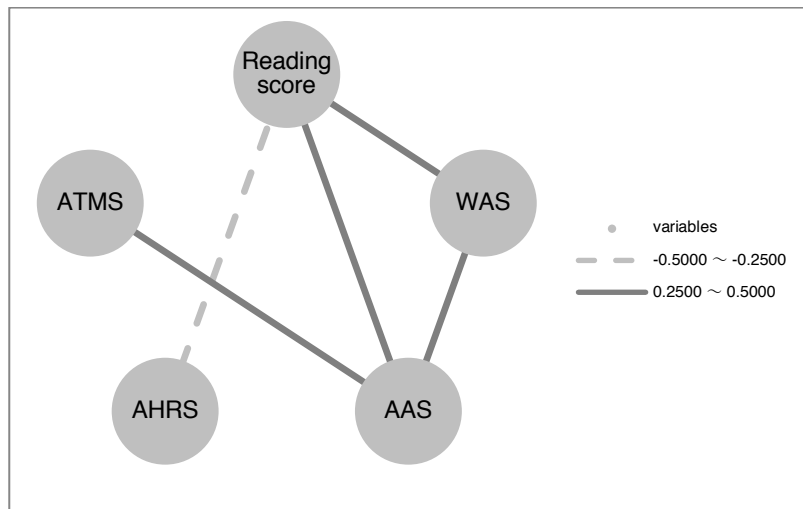 Reading
score
ATMS
WAS
AHRS
AAS
variables
-0.5000 ～ -0.2500
0.2500 ～ 0.5000